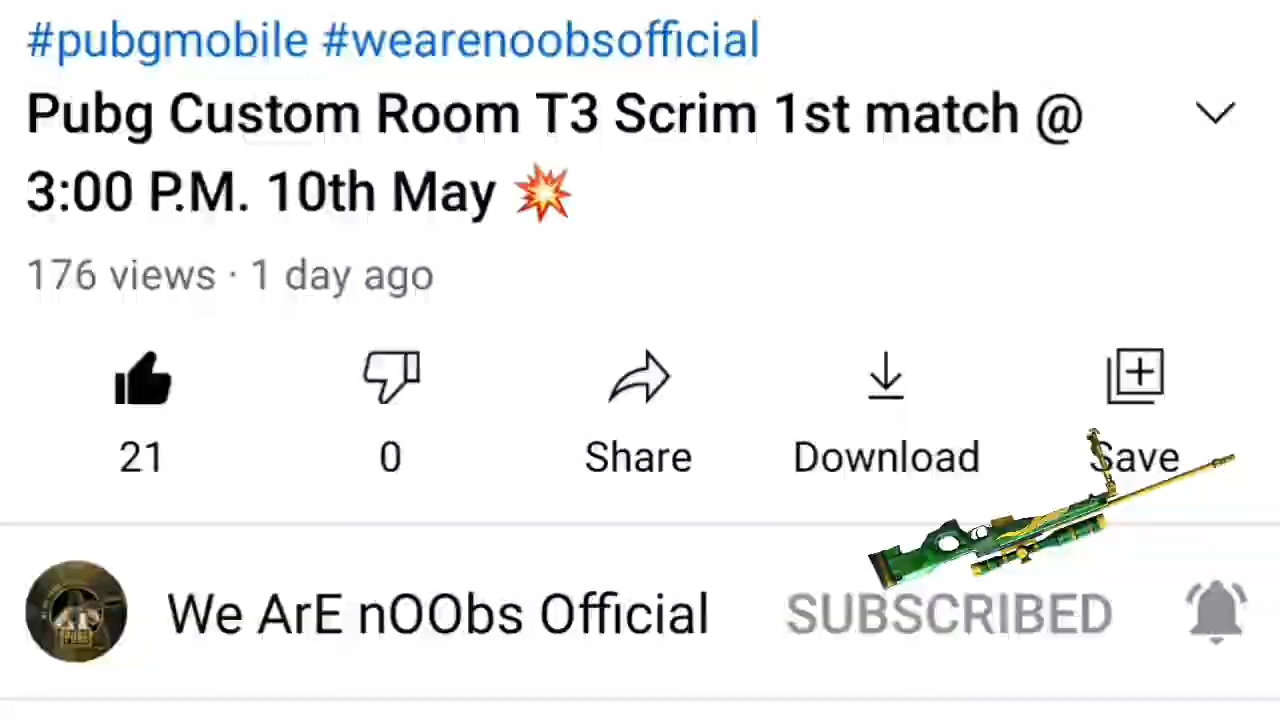 #pubgmobile #wearenoobsofficial
Pubg Custom Room T3 Scrim 1st match @
3:00 P.M. 10th May 💥
176 views · 1 day ago
21
0
Share
Download
Save
We ArE nOObs Official
SUBSCRIBED